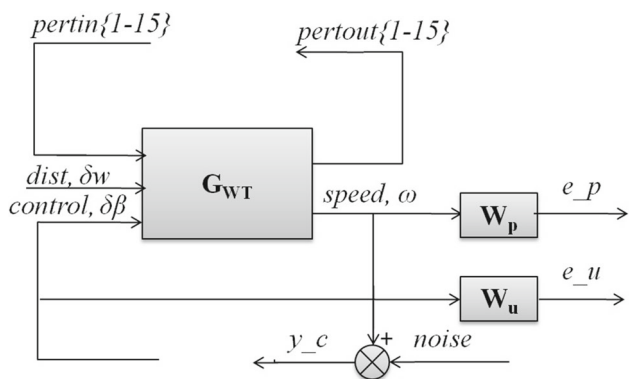 pertin{1-15}
pertout{1-15}
dist, δw
control, δβ
G_WT
speed, ω
W_p
e_p
W_u
e_u
y_c
+
noise